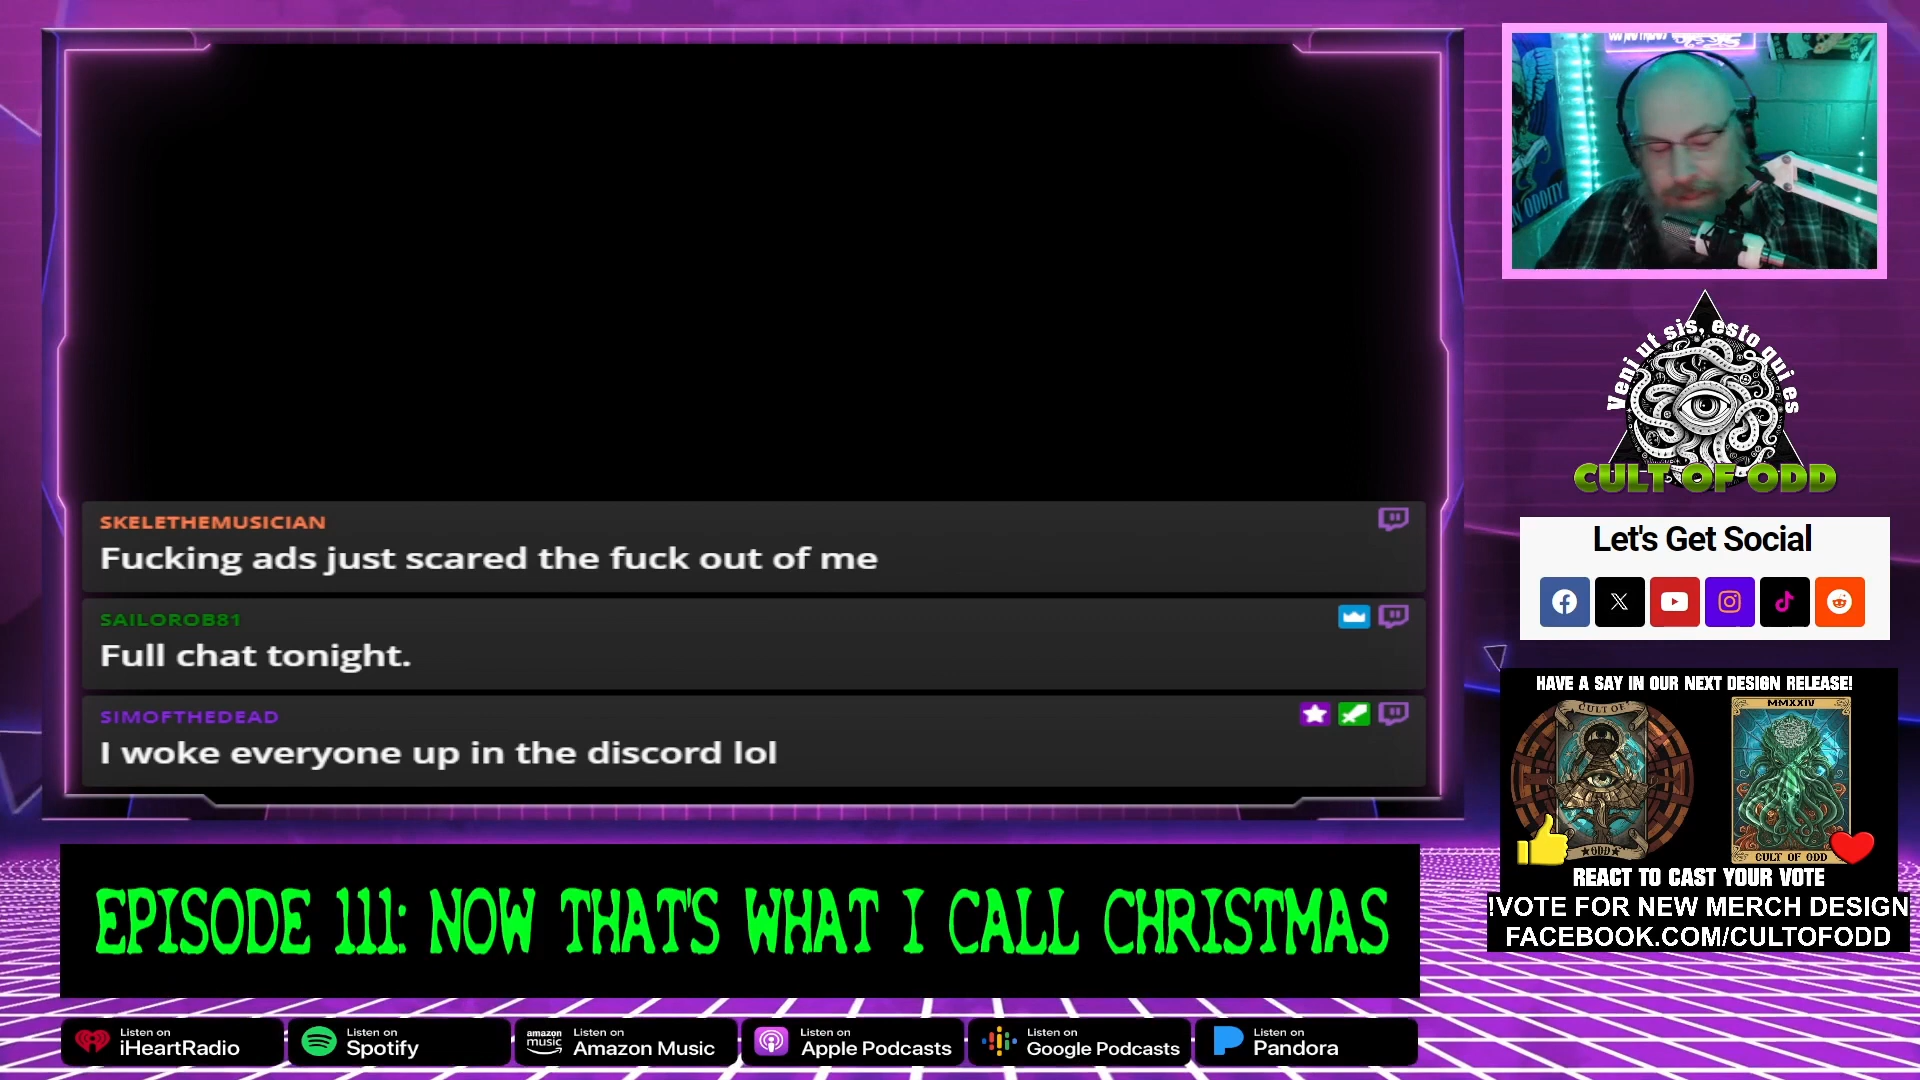 SKELETHEMUSICIAN
Fucking ads just scared the fuck out of me
SAILOROB81
Full chat tonight.
SIMOFTHEDEAD
I woke everyone up in the discord lol
N ODDITY
Veni ut sis, esto qui es
CULT OF ODD
Let's Get Social
HAVE A SAY IN OUR NEXT DESIGN RELEASE!
CULT OF
★ODD★
MMXXIV
CULT OF ODD
REACT TO CAST YOUR VOTE
!VOTE FOR NEW MERCH DESIGN
FACEBOOK.COM/CULTOFODD
EPISODE 111: NOW THAT'S WHAT I CALL CHRISTMAS
Listen on
iHeartRadio
Listen on
Spotify
amazon
music
Listen on
Amazon Music
Listen on
Apple Podcasts
Listen on
Google Podcasts
Listen on
Pandora